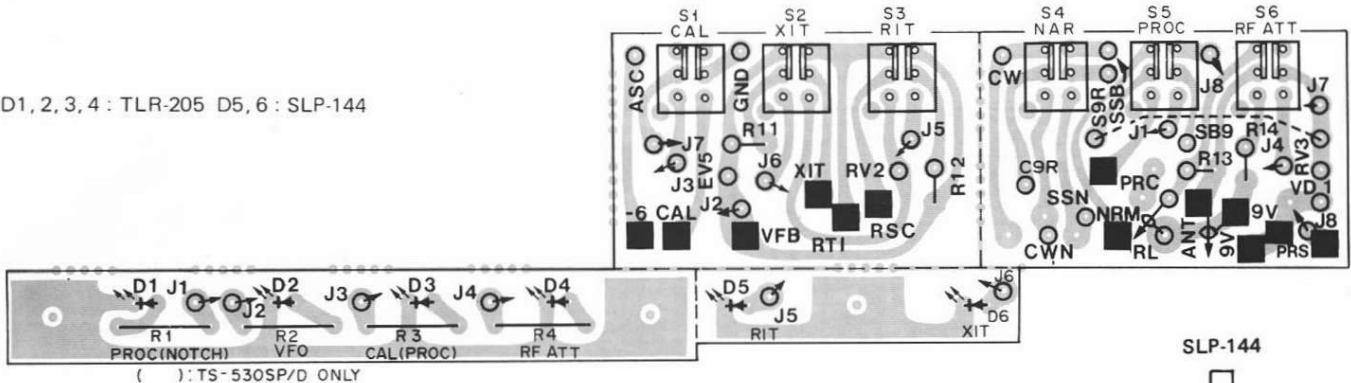 S1 S2 S3 S4 S5 S6
CAL XIT RIT NAR PROC RF ATT
D1, 2, 3, 4 : TLR-205 D5, 6 : SLP-144
ASC GND CW S9R SSB J8 J7
R11 J5 J1 SB9 R14
J7 J3 EV5 J6 XIT RV2 R12 C9R PRC R13 J4 RV3
SSN VD 1
-6 CAL J2 VFB RTI RSC CWN NRM RL ANT 9V 9V PRS J8
D1 J1 J2 D2 J3 D3 J4 D4 D5 J5 J6 D6
R1 R2 R3 R4 RIT XIT
PROC(NOTCH) VFO CAL(PROC) RF ATT
( ):TS-530SP/D ONLY
SLP-144